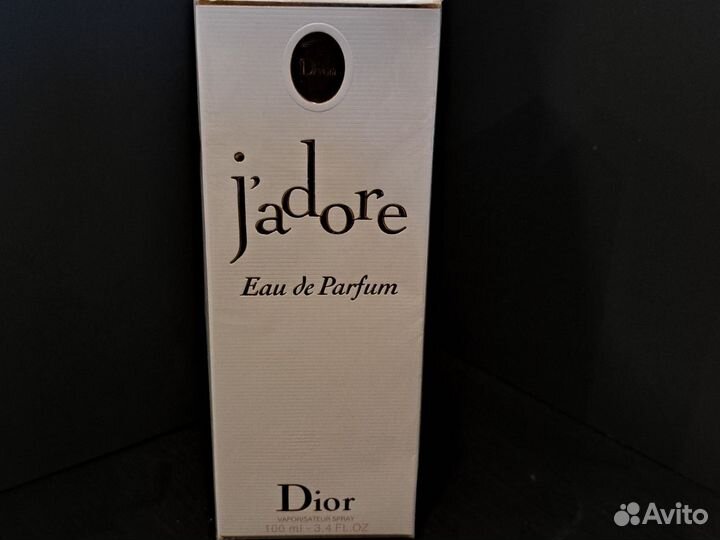 Dior
j'adore
Eau de Parfum
Dior
VAPORISATEUR SPRAY
100 ml - 3.4 FL.OZ
Avito